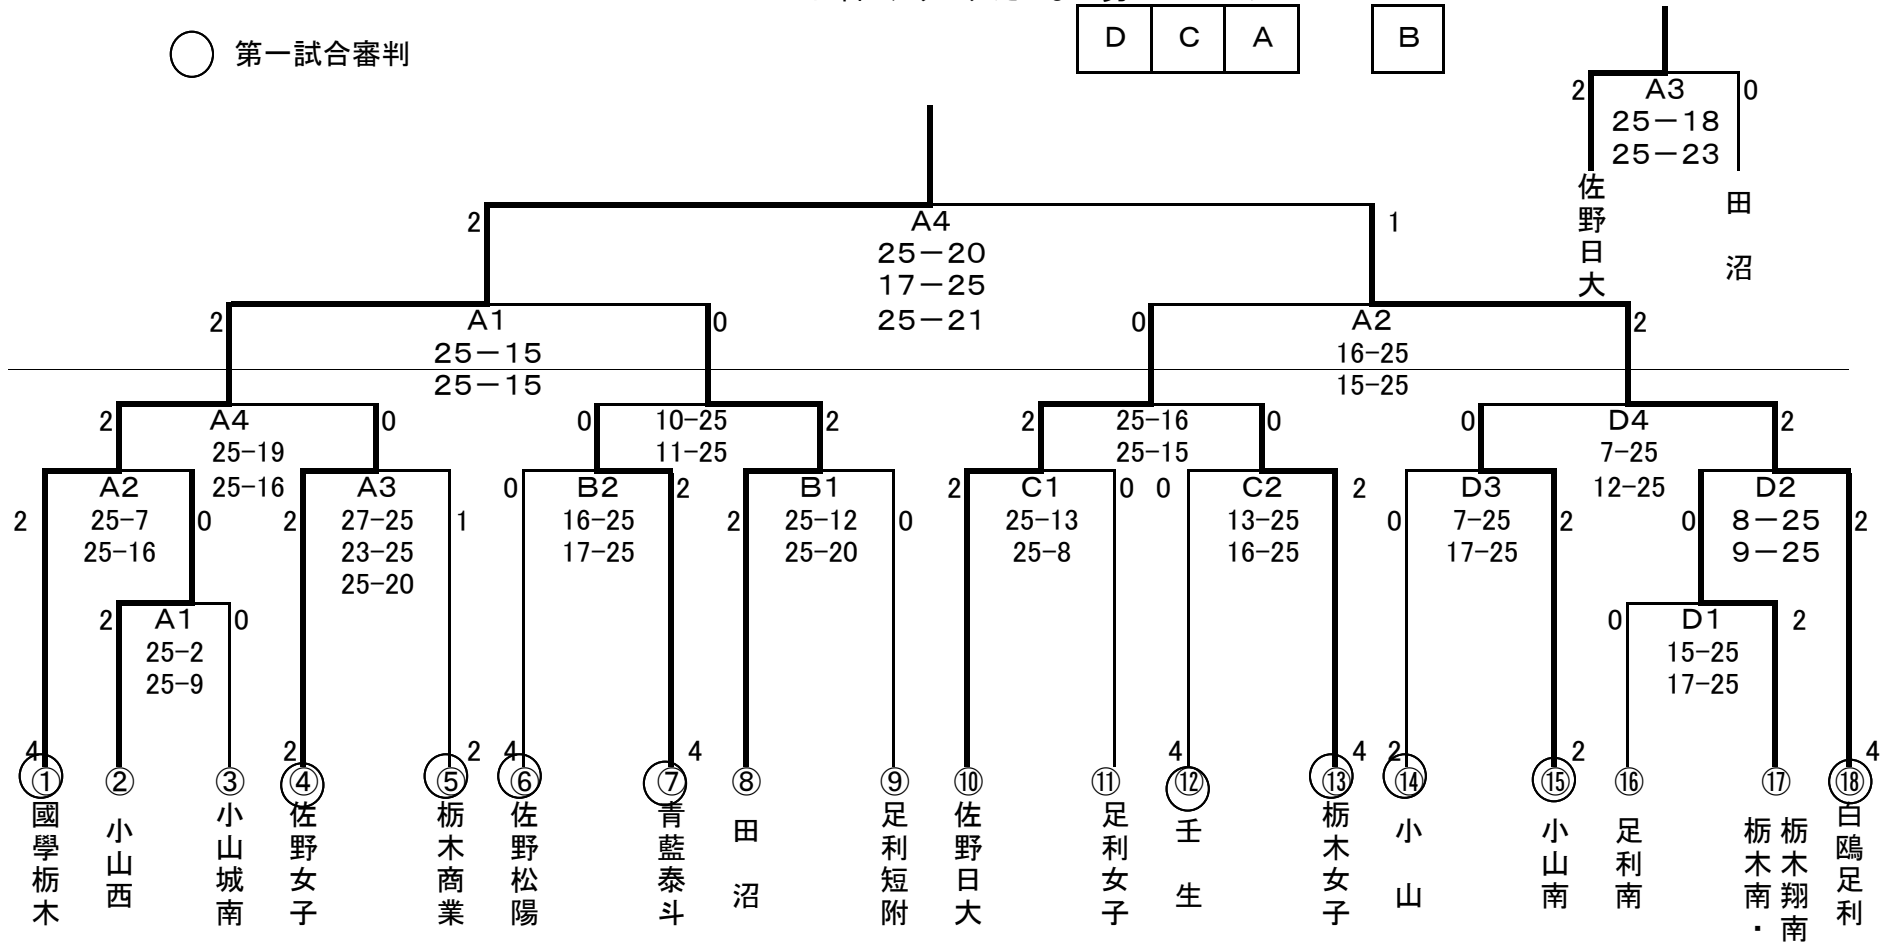 D C A B
第一試合審判
2 A3 0
25－18
25－23
佐野日大
田沼
2 A4 1
25－20
17－25
25－21
2 A1 0
25－15
25－15
0 A2 2
16-25
15-25
2 A4 0
25-19
25-16
0 10-25 2
11-25
2 25-16 0
25-15
0 D4 2
7-25
12-25
2 A2 0
25-7
25-16
2 A3 1
27-25
23-25
25-20
0 B2 2
16-25
17-25
2 B1 0
25-12
25-20
2 C1 0
25-13
25-8
0 C2 2
13-25
16-25
0 D3 2
7-25
17-25
0 D2 2
8－25
9－25
2 A1 0
25-2
25-9
0 D1 2
15-25
17-25
4 2 2 4 4 4 4 2 2 4
① ② ③ ④ ⑤ ⑥ ⑦ ⑧ ⑨ ⑩ ⑪ ⑫ ⑬ ⑭ ⑮ ⑯ ⑰ ⑱
國學栃木
小山西
小山城南
佐野女子
栃木商業
佐野松陽
青藍泰斗
田沼
足利短附
佐野日大
足利女子
壬生
栃木女子
小山
小山南
足利南
栃木南・
栃木翔南
白鴎足利